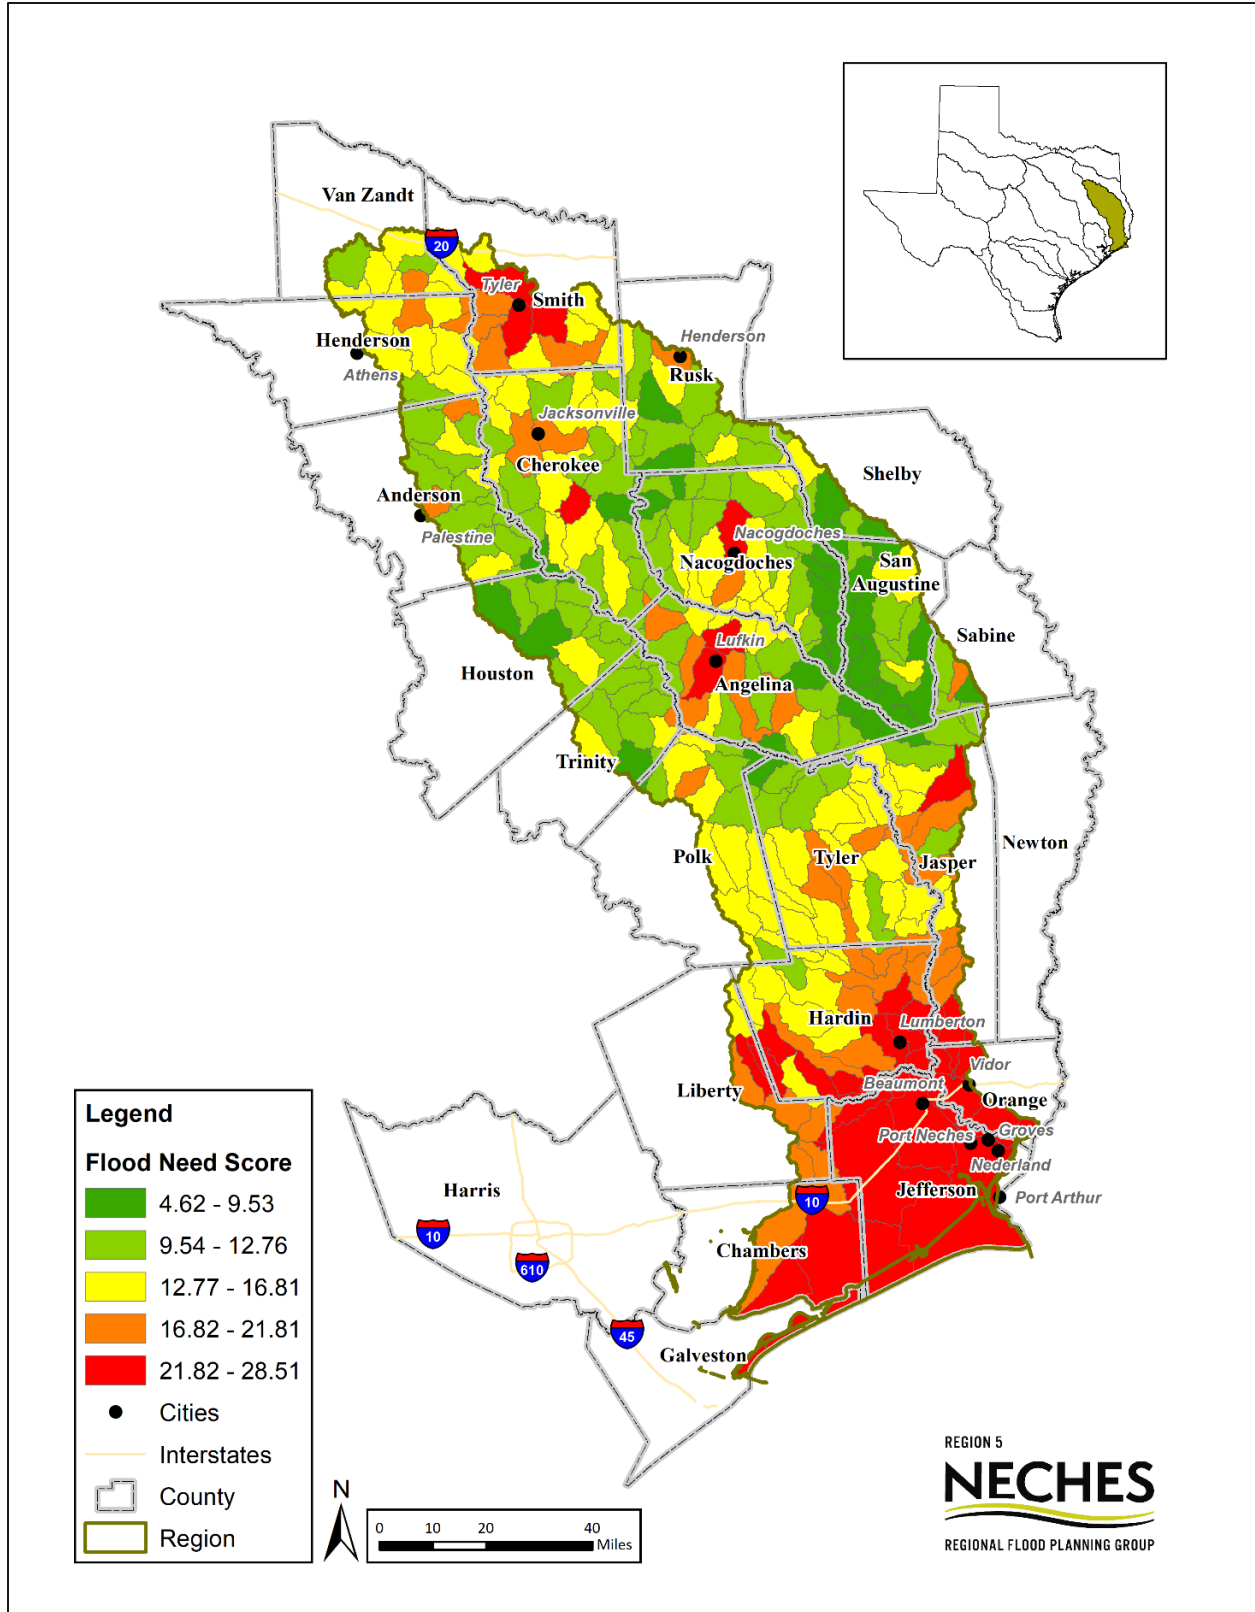 Van Zandt
20
Tyler
Smith
Henderson
Henderson
Athens
Rusk
Jacksonville
Cherokee
Shelby
Anderson
Palestine
Nacogdoches
Nacogdoches
San
Augustine
Sabine
Lufkin
Houston
Angelina
Trinity
Newton
Polk
Tyler
Jasper
Hardin
Lumberton
Vidor
Beaumont
Liberty
Orange
Groves
Port Neches
Nederland
Harris
Jefferson
Port Arthur
10
10
Chambers
610
45
Galveston
Legend
Flood Need Score
4.62 - 9.53
9.54 - 12.76
12.77 - 16.81
16.82 - 21.81
21.82 - 28.51
Cities
Interstates
County
Region
N
0 10 20 40
Miles
REGION 5
NECHES
REGIONAL FLOOD PLANNING GROUP